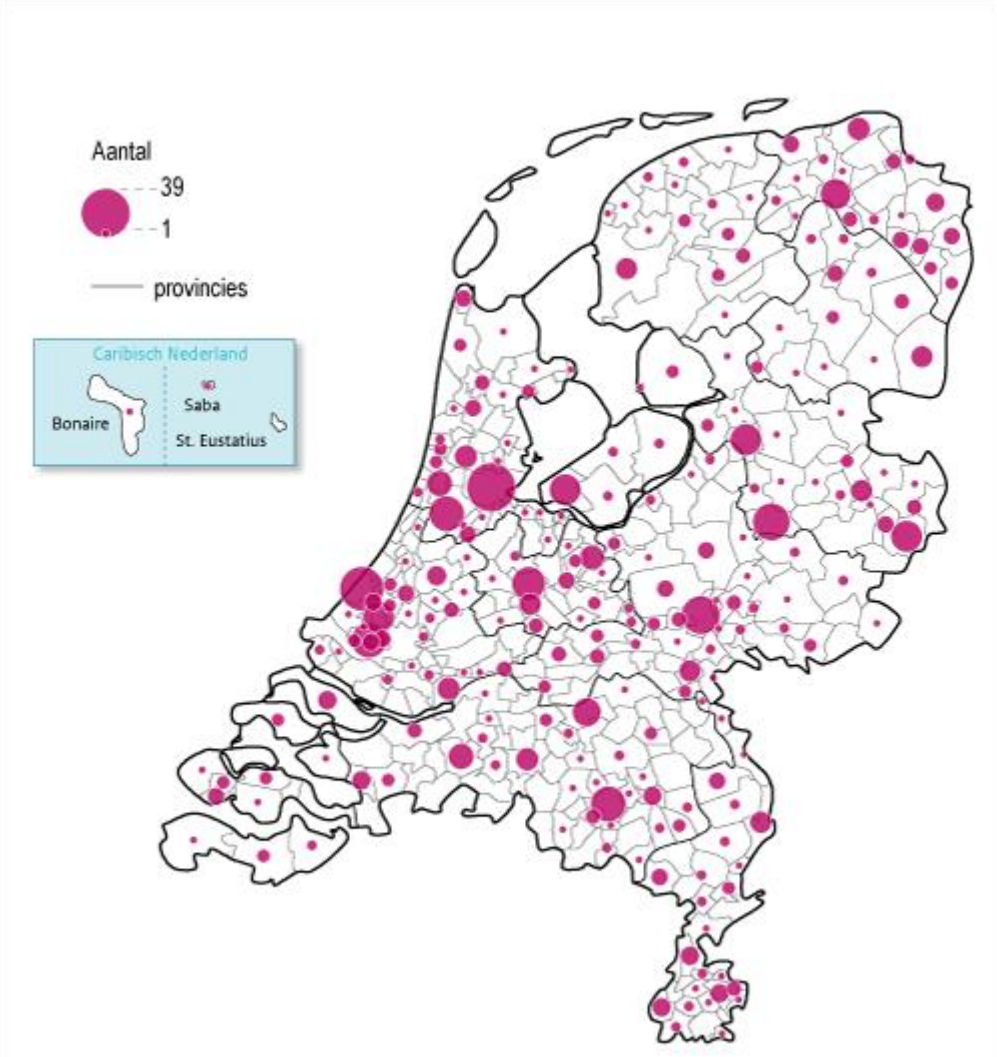 Aantal
39
1
provincies
Caribisch Nederland
Bonaire
Saba
St. Eustatius